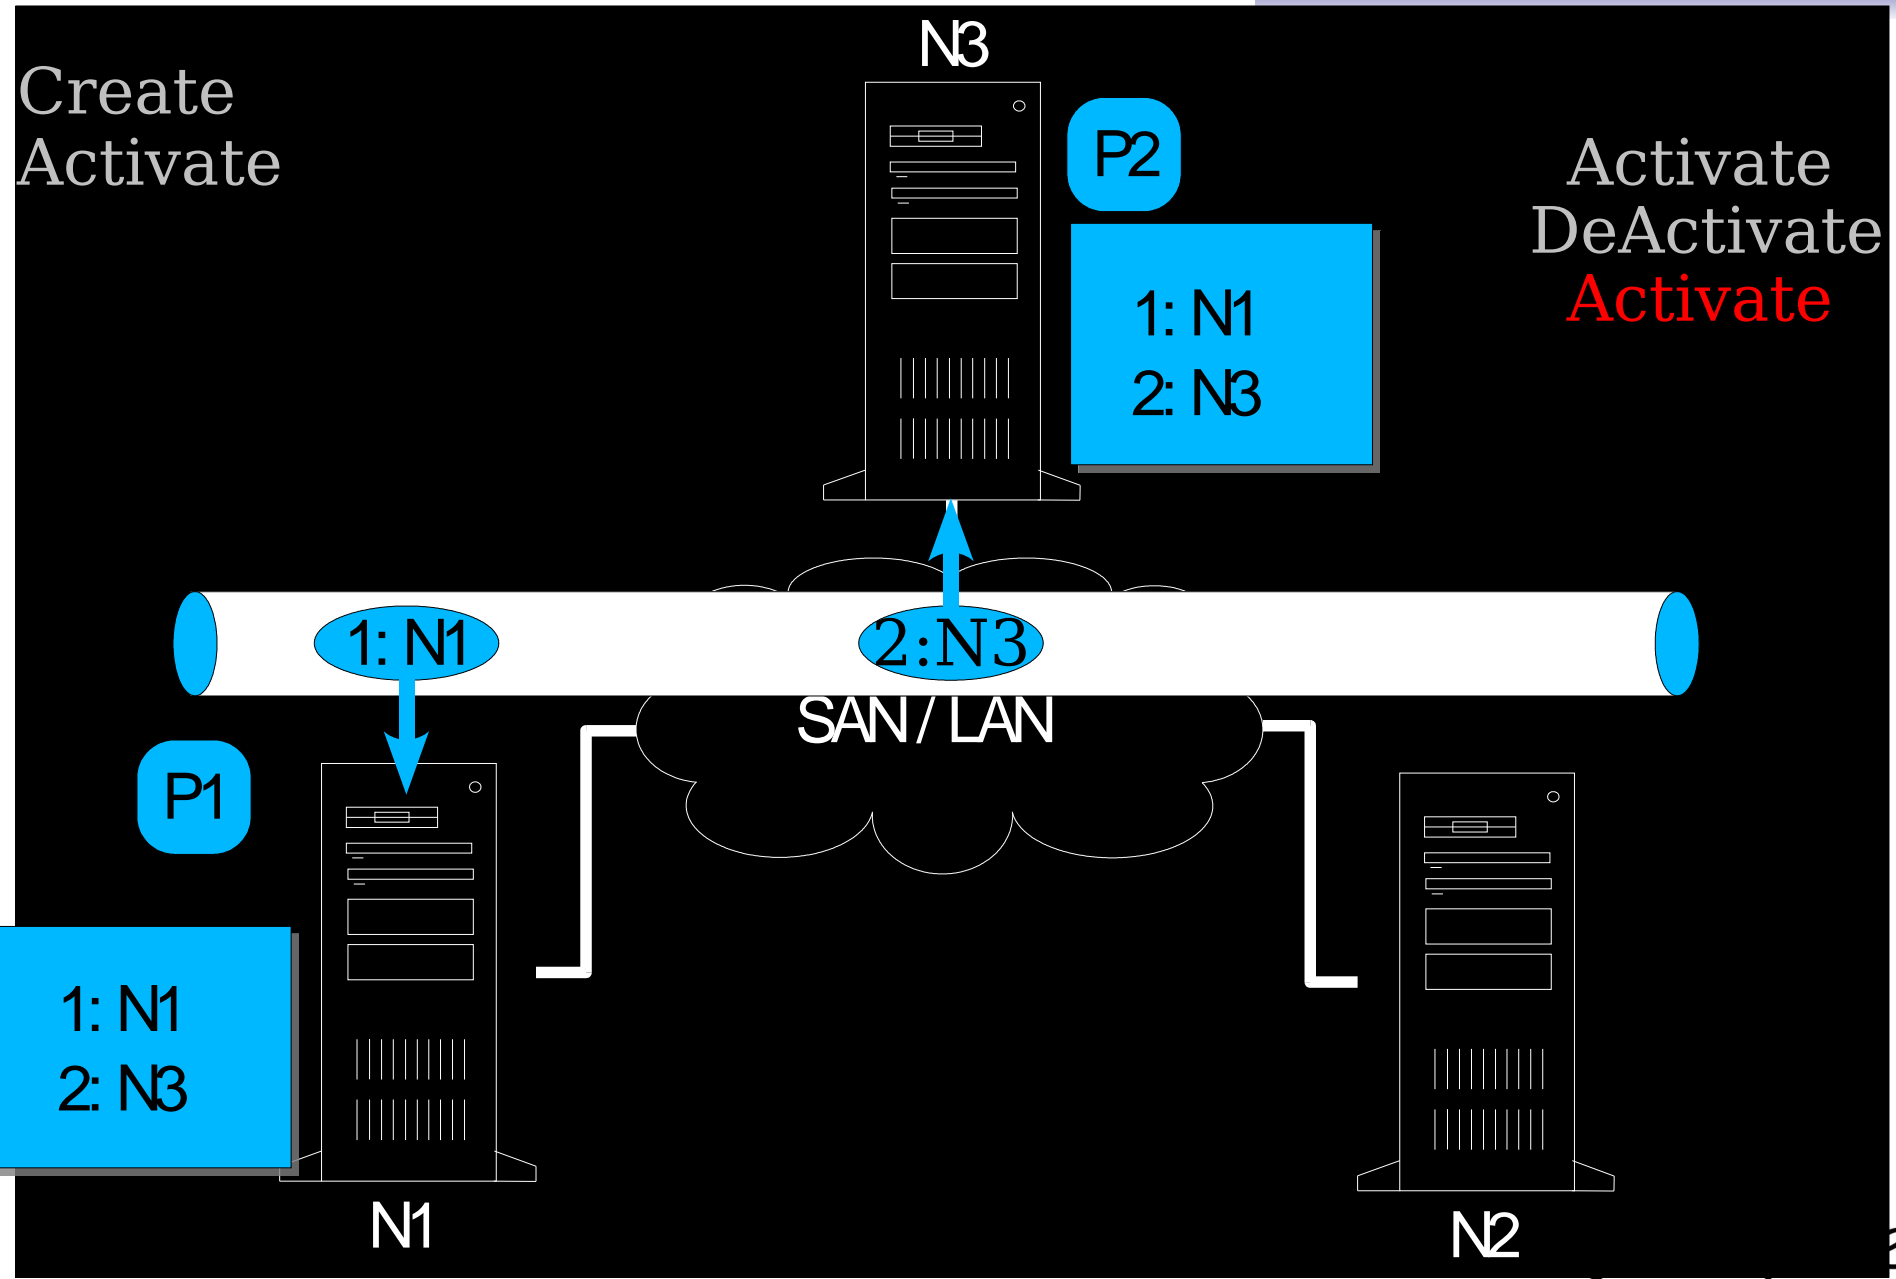 N3
Create
Activate
P2
Activate
DeActivate
Activate
1: N1
2: N3
1: N1
2:N3
SAN / LAN
P1
1: N1
2: N3
N1
N2